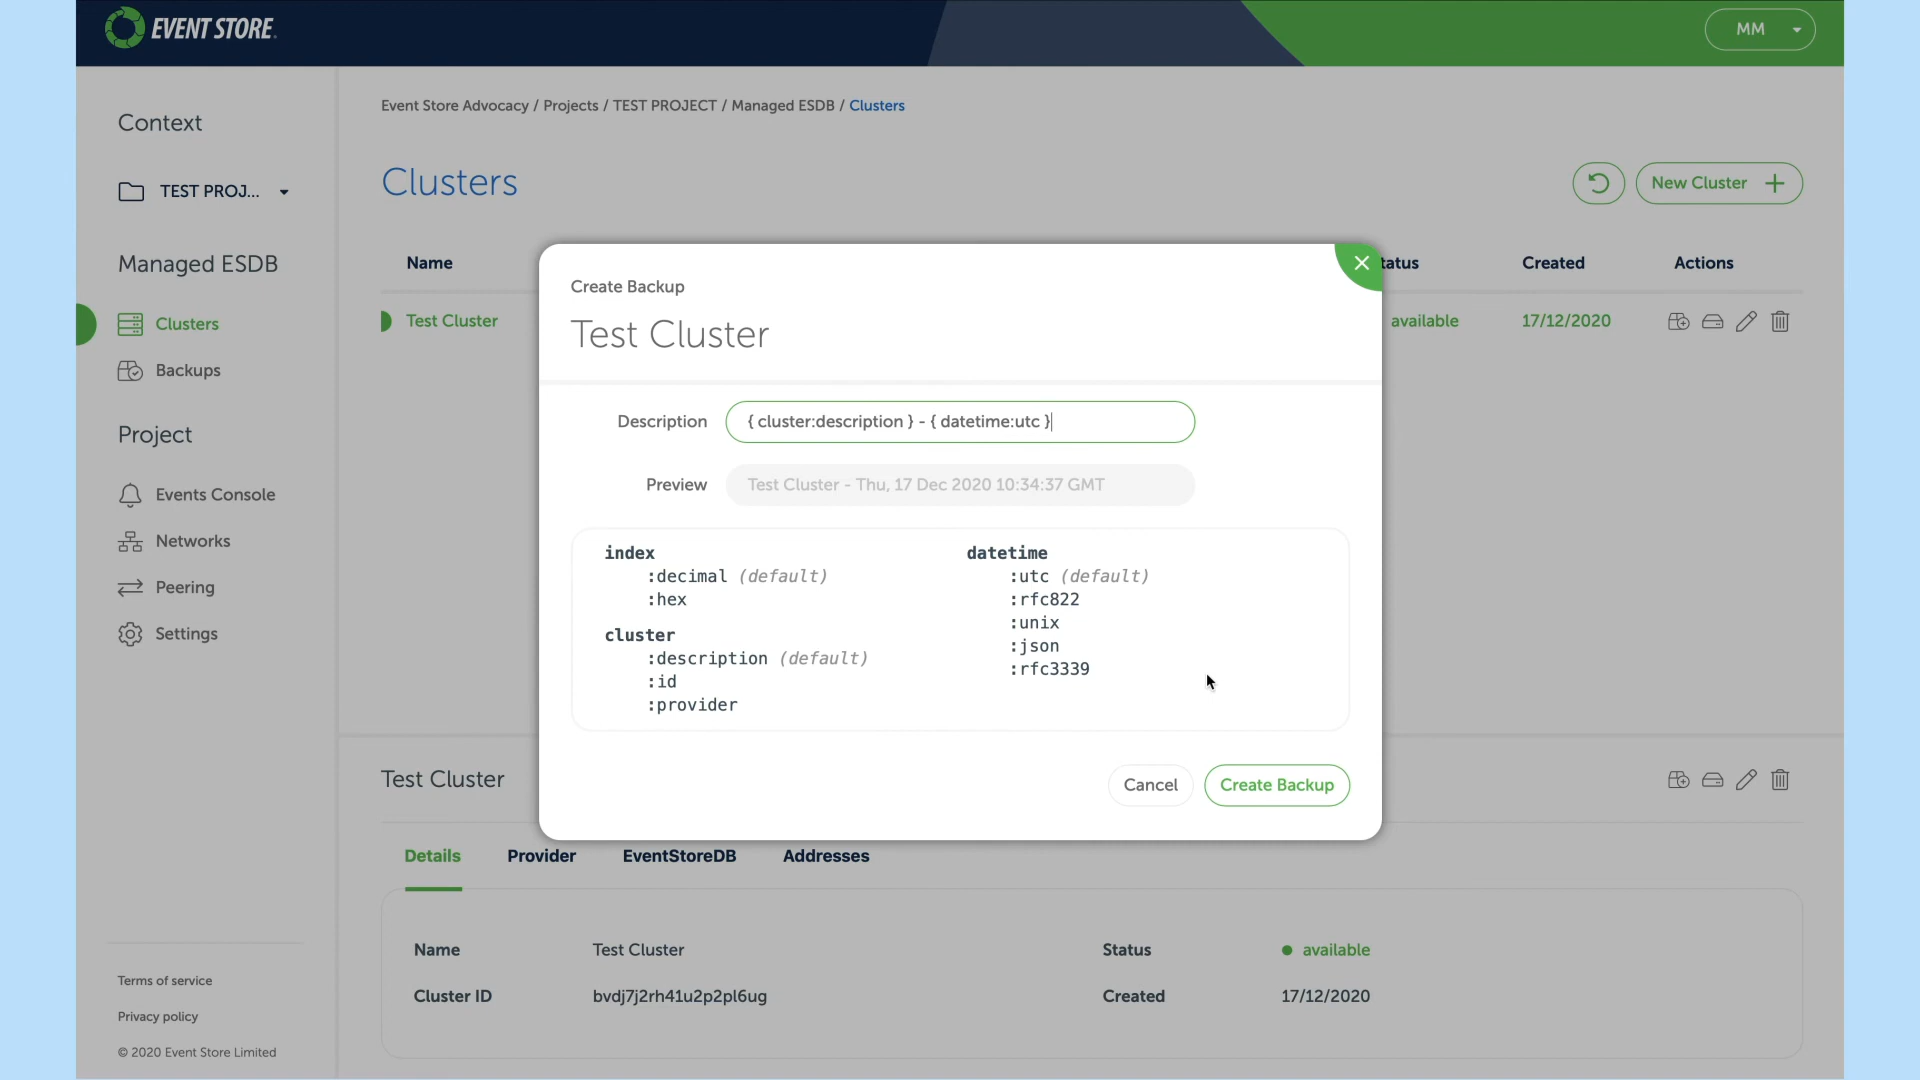 EVENT STORE
MM
Event Store Advocacy / Projects / TEST PROJECT / Managed ESDB / Clusters
Context
TEST PROJ...
Managed ESDB
Clusters
Backups
Project
Events Console
Networks
Peering
Settings
Terms of service
Privacy policy
© 2020 Event Store Limited
Clusters
New Cluster
Name
tatus
Created
Actions
Test Cluster
available
17/12/2020
Create Backup
Test Cluster
Description
{ cluster:description } - { datetime:utc }
Preview
Test Cluster - Thu, 17 Dec 2020 10:34:37 GMT
index
:decimal (default)
:hex
cluster
:description (default)
:id
:provider
datetime
:utc (default)
:rfc822
:unix
:json
:rfc3339
Cancel
Create Backup
Test Cluster
Details
Provider
EventStoreDB
Addresses
Name
Test Cluster
Status
available
Cluster ID
bvdj7j2rh41u2p2pl6ug
Created
17/12/2020